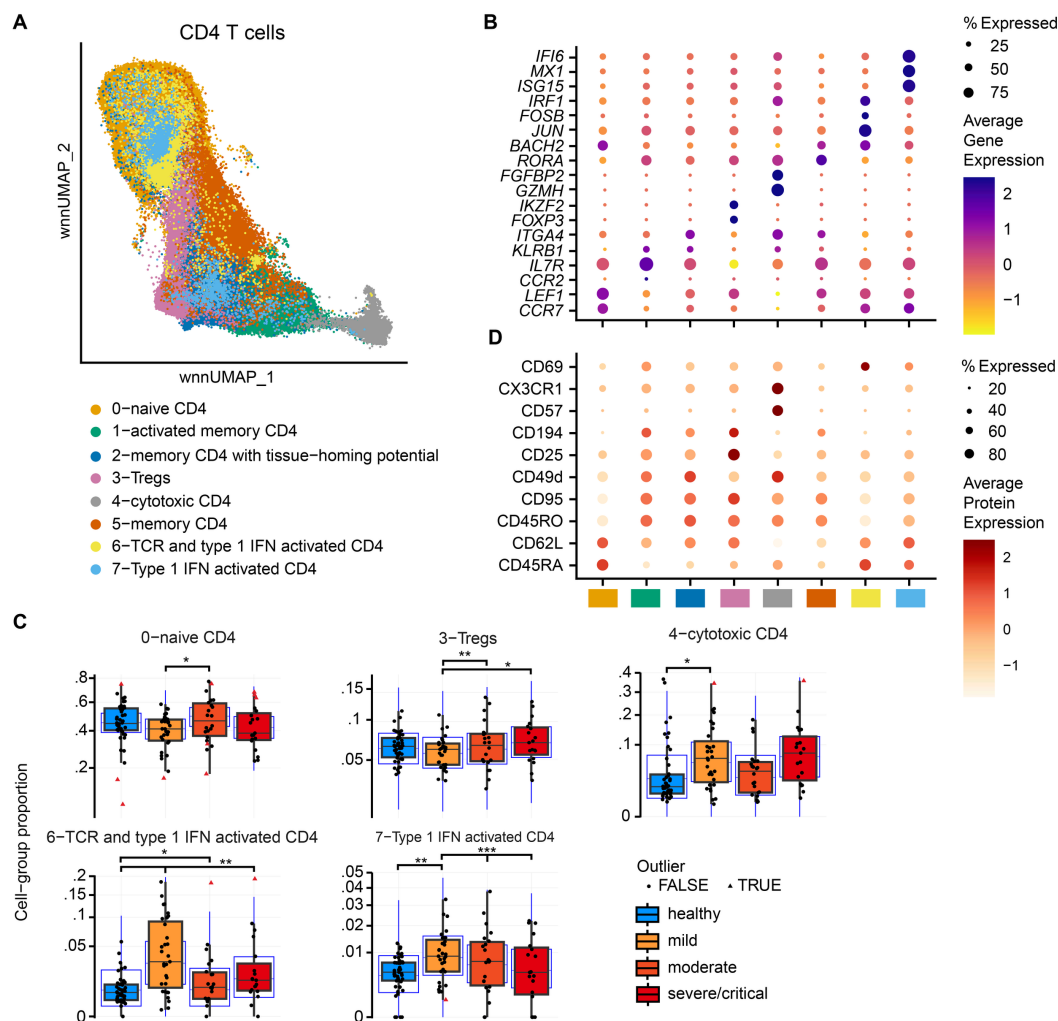 A
CD4 T cells
wnnUMAP_2
wnnUMAP_1
0−naive CD4
1−activated memory CD4
2−memory CD4 with tissue−homing potential
3−Tregs
4−cytotoxic CD4
5−memory CD4
6−TCR and type 1 IFN activated CD4
7−Type 1 IFN activated CD4
B
IFI6
MX1
ISG15
IRF1
FOSB
JUN
BACH2
RORA
FGFBP2
GZMH
IKZF2
FOXP3
ITGA4
KLRB1
IL7R
CCR2
LEF1
CCR7
% Expressed
25
50
75
Average
Gene
Expression
2
1
0
−1
D
CD69
CX3CR1
CD57
CD194
CD25
CD49d
CD95
CD45RO
CD62L
CD45RA
% Expressed
20
40
60
80
Average
Protein
Expression
2
1
0
−1
C
Cell−group proportion
0−naive CD4
.8
.6
.4
.2
*
3−Tregs
.15
.1
.05
**
*
4−cytotoxic CD4
.4
.2
.1
0
*
6−TCR and type 1 IFN activated CD4
.2
.1
.05
0
*
**
7−Type 1 IFN activated CD4
.05
.03
.02
.01
0
**
***
Outlier
FALSE TRUE
healthy
mild
moderate
severe/critical